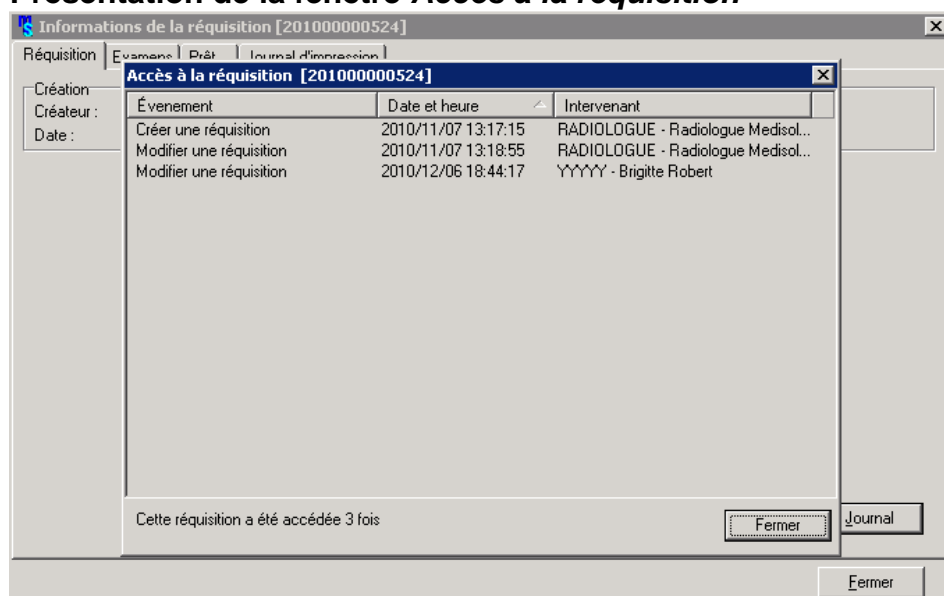 Présentation de la fenêtre Accès à la réquisition
Informations de la réquisition [201000000524]
Réquisition Examens Prêt Journal d'impression
Accès à la réquisition [201000000524]
Création
Créateur :
Date :
Évenement Date et heure Intervenant
Créer une réquisition 2010/11/07 13:17:15 RADIOLOGUE - Radiologue Medisol...
Modifier une réquisition 2010/11/07 13:18:55 RADIOLOGUE - Radiologue Medisol...
Modifier une réquisition 2010/12/06 18:44:17 YYYYY - Brigitte Robert
Cette réquisition a été accédée 3 fois
Fermer
Journal
Fermer